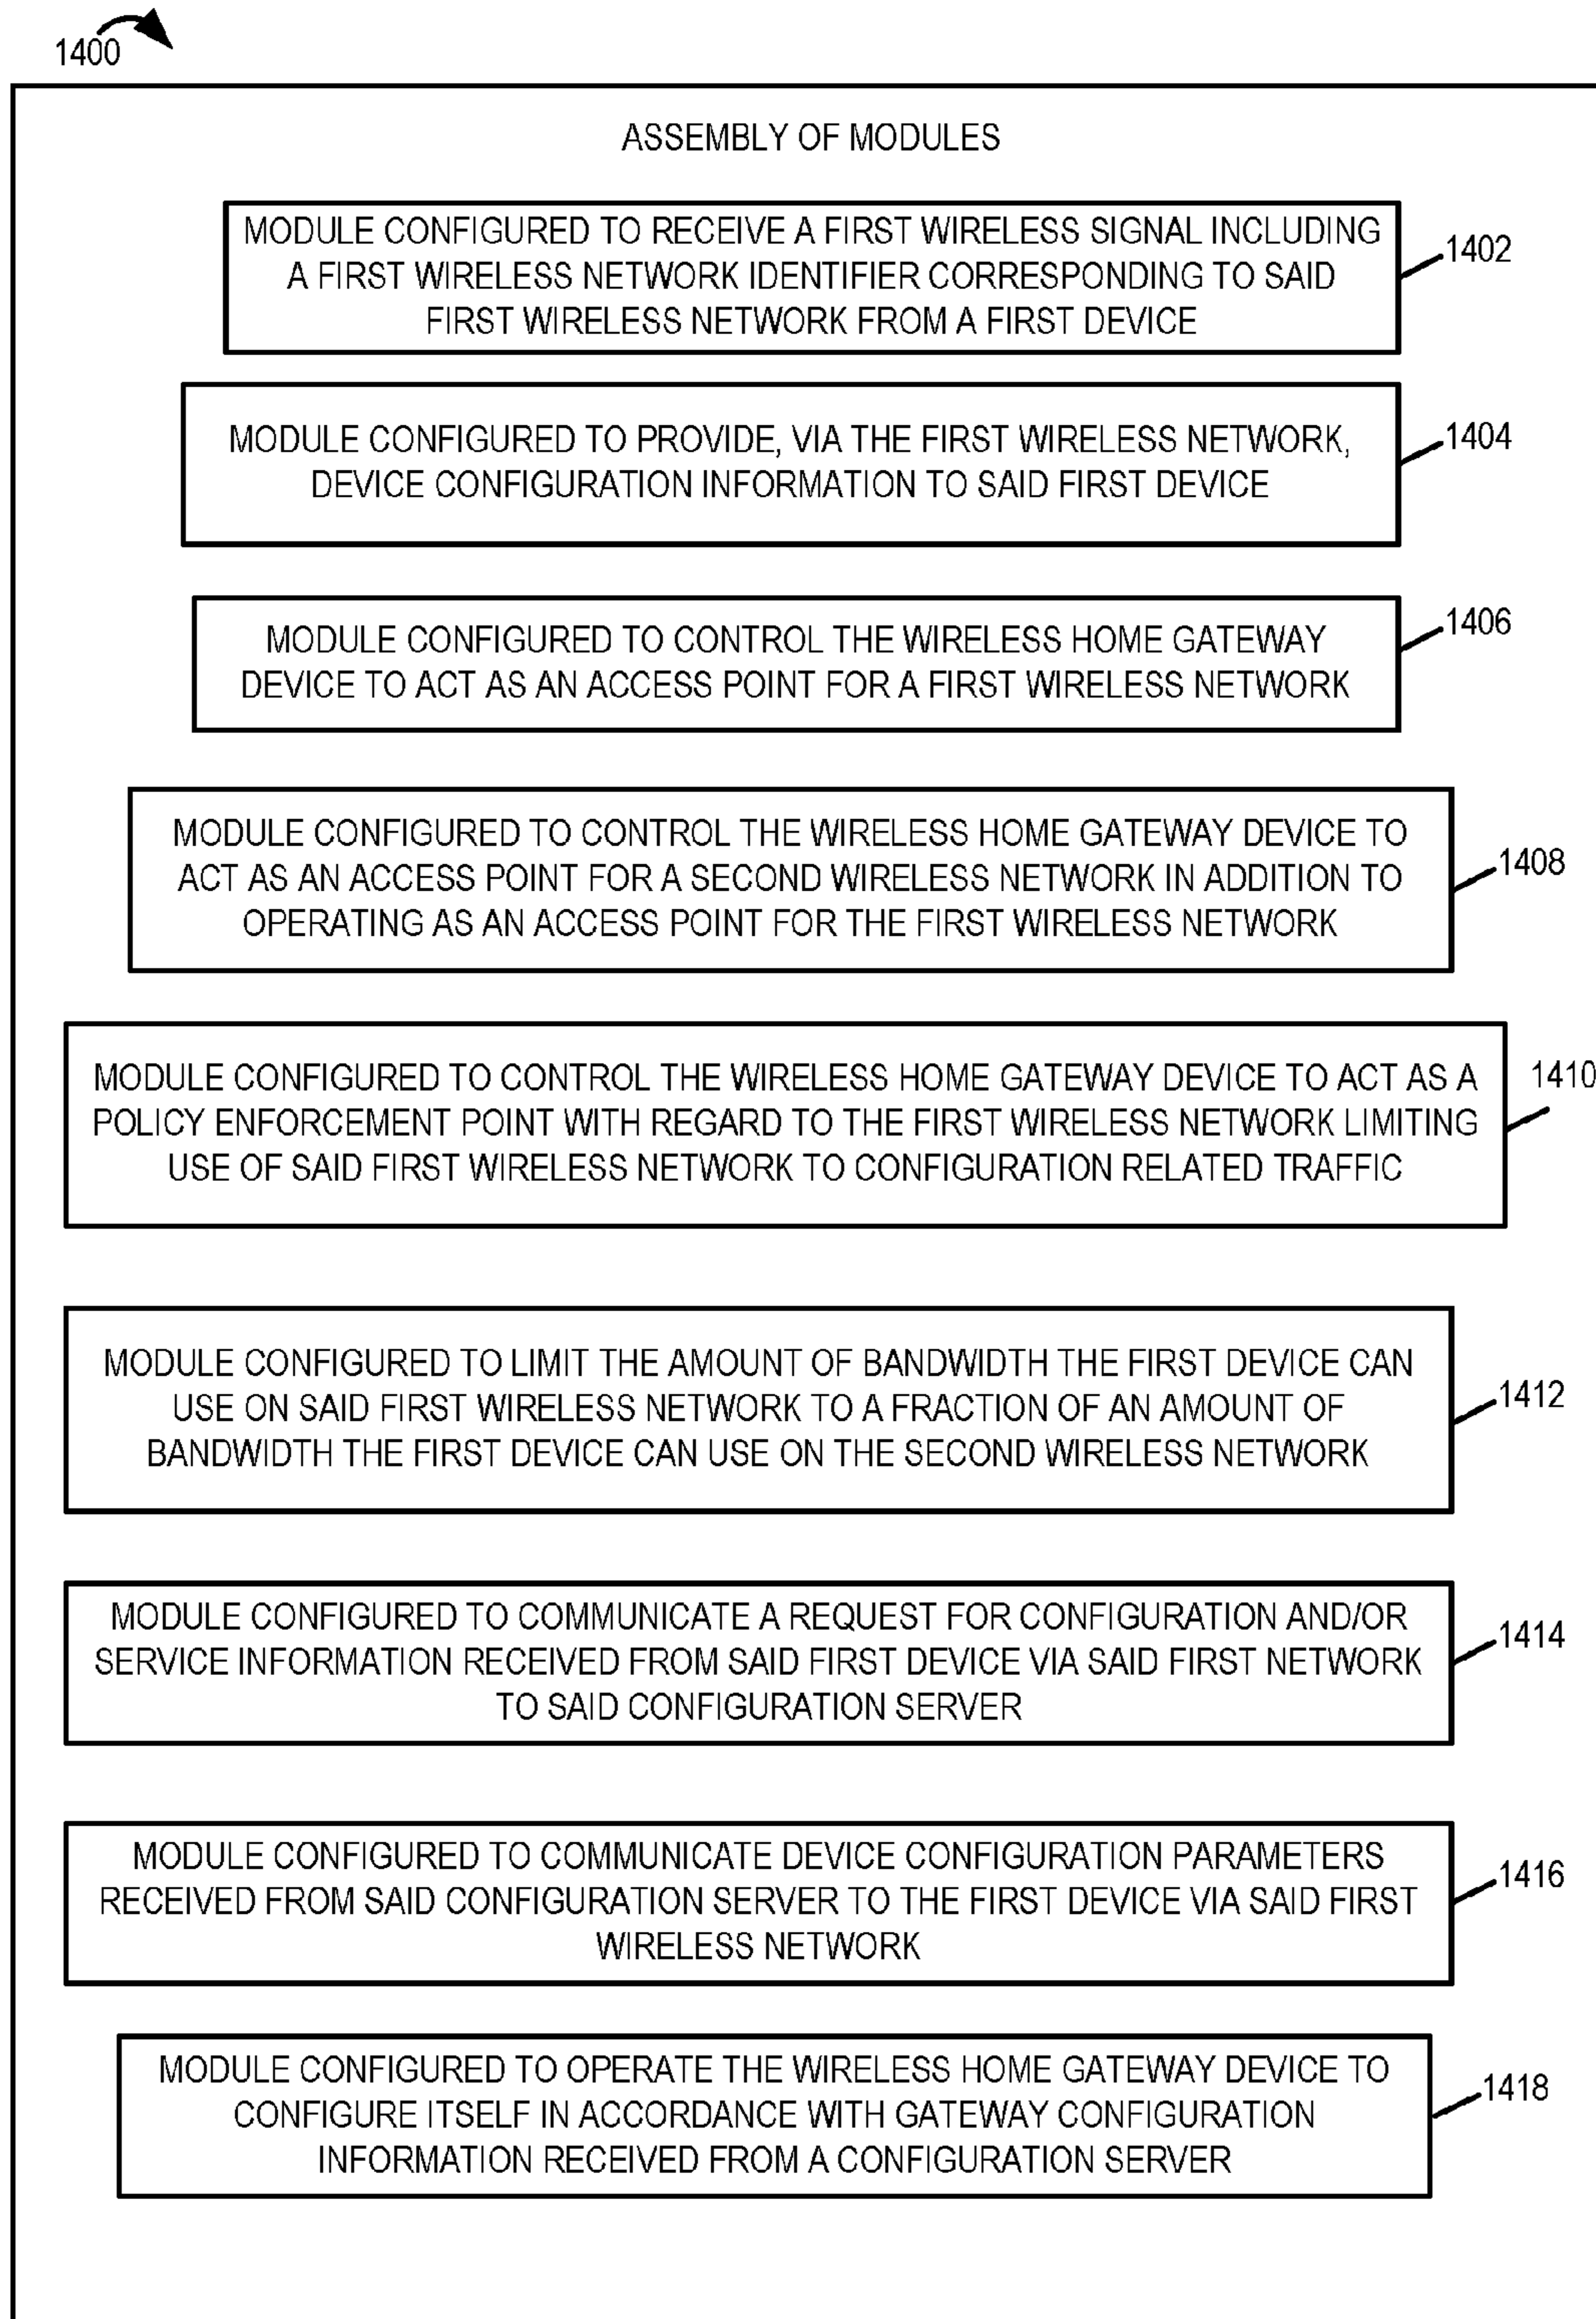 1400
ASSEMBLY OF MODULES
MODULE CONFIGURED TO RECEIVE A FIRST WIRELESS SIGNAL INCLUDING
A FIRST WIRELESS NETWORK IDENTIFIER CORRESPONDING TO SAID
FIRST WIRELESS NETWORK FROM A FIRST DEVICE
1402
MODULE CONFIGURED TO PROVIDE, VIA THE FIRST WIRELESS NETWORK,
DEVICE CONFIGURATION INFORMATION TO SAID FIRST DEVICE
1404
MODULE CONFIGURED TO CONTROL THE WIRELESS HOME GATEWAY
DEVICE TO ACT AS AN ACCESS POINT FOR A FIRST WIRELESS NETWORK
1406
MODULE CONFIGURED TO CONTROL THE WIRELESS HOME GATEWAY DEVICE TO
ACT AS AN ACCESS POINT FOR A SECOND WIRELESS NETWORK IN ADDITION TO
OPERATING AS AN ACCESS POINT FOR THE FIRST WIRELESS NETWORK
1408
MODULE CONFIGURED TO CONTROL THE WIRELESS HOME GATEWAY DEVICE TO ACT AS A
POLICY ENFORCEMENT POINT WITH REGARD TO THE FIRST WIRELESS NETWORK LIMITING
USE OF SAID FIRST WIRELESS NETWORK TO CONFIGURATION RELATED TRAFFIC
1410
MODULE CONFIGURED TO LIMIT THE AMOUNT OF BANDWIDTH THE FIRST DEVICE CAN
USE ON SAID FIRST WIRELESS NETWORK TO A FRACTION OF AN AMOUNT OF
BANDWIDTH THE FIRST DEVICE CAN USE ON THE SECOND WIRELESS NETWORK
1412
MODULE CONFIGURED TO COMMUNICATE A REQUEST FOR CONFIGURATION AND/OR
SERVICE INFORMATION RECEIVED FROM SAID FIRST DEVICE VIA SAID FIRST NETWORK
TO SAID CONFIGURATION SERVER
1414
MODULE CONFIGURED TO COMMUNICATE DEVICE CONFIGURATION PARAMETERS
RECEIVED FROM SAID CONFIGURATION SERVER TO THE FIRST DEVICE VIA SAID FIRST
WIRELESS NETWORK
1416
MODULE CONFIGURED TO OPERATE THE WIRELESS HOME GATEWAY DEVICE TO
CONFIGURE ITSELF IN ACCORDANCE WITH GATEWAY CONFIGURATION
INFORMATION RECEIVED FROM A CONFIGURATION SERVER
1418